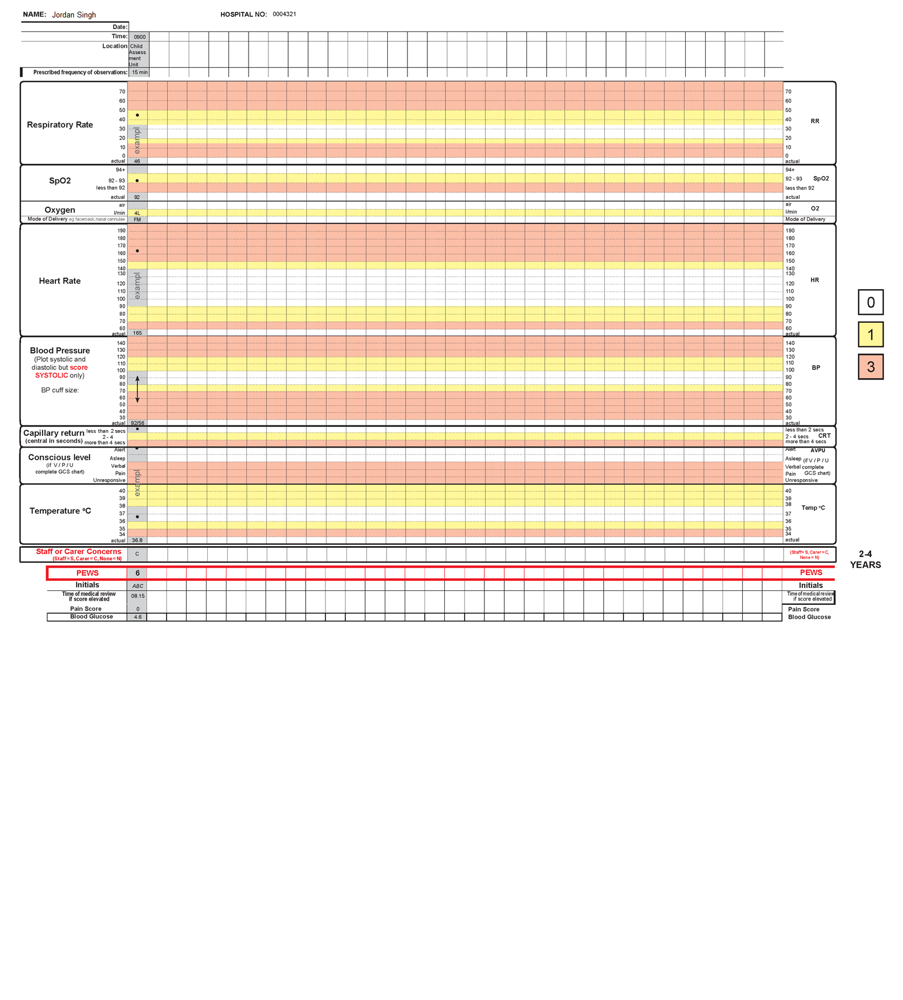 NAME: Jordan Singh HOSPITAL NO: 0004321
Date:
Time: 0900
Location Child
Assess
ment
Unit
Prescribed frequency of observations: 15 min
70 70
60 60
50 50
40 40
Respiratory Rate RR
30 30
exampl
20 20
10 10
0 0
actual 46 actual
94+ 94+
SpO2 92 - 93 92 - 93 SpO2
less than 92 less than 92
actual 92 actual
air air
Oxygen l/min 4L l/min O2
Mode of Delivery eg facemask, nasal cannulae FM Mode of Delivery
190 190
180 180
170 170
160 160
150 150
140 140
130 130
Heart Rate exampl HR
120 120
110 110
100 100
90 90
80 80
70 70
60 60
actual 165 actual
0
1
3
140 140
Blood Pressure 130 130
(Plot systolic and 120 120
diastolic but score 110 110
SYSTOLIC only) 100 100 BP
90 90
80 80
BP cuff size: 70 70
60 60
50 50
40 40
30 30
actual 92/56 actual
Capillary return less than 2 secs less than 2 secs
2 - 4 2 - 4 secs CRT
(central in seconds) more than 4 secs more than 4 secs
Alert Alert AVPU
Conscious level Asleep Asleep (if V / P / U
(if V / P / U Verbal Verbal complete
complete GCS chart) Pain Pain GCS chart)
Unresponsive Unresponsive
exampl
40 40
39 39
38 38
Temperature ºC Temp ºC
37 37
36 36
35 35
34 34
actual 36.8 actual
Staff or Carer Concerns C (Staff= S, Carer = C,
(Staff= S, Carer= C, None = N) None = N)
2-4
YEARS
PEWS 6 PEWS
Initials ABC Initials
Time of medical review 08.15 Time of medical review
if score elevated if score elevated
Pain Score 0 Pain Score
Blood Glucose 4.6 Blood Glucose